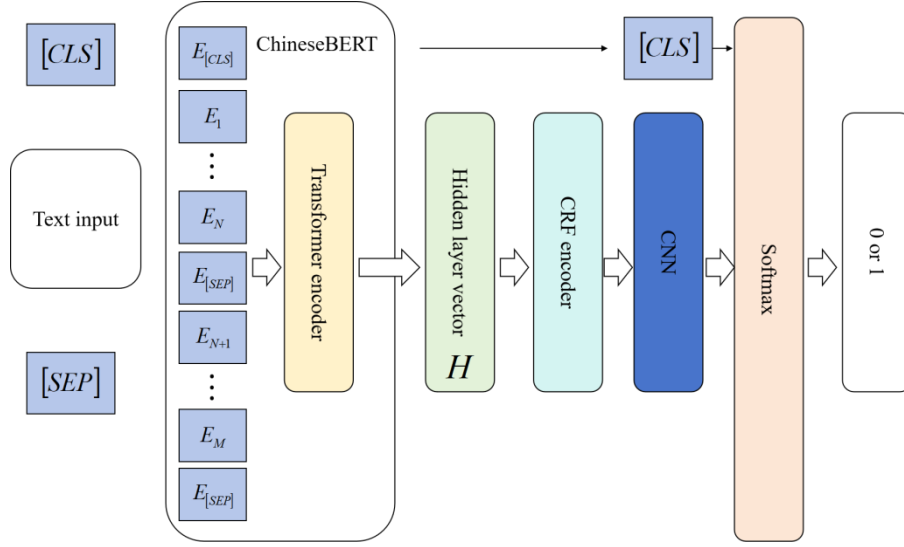 [CLS]
Text input
[SEP]
E[CLS]
E1
⋮
EN
E[SEP]
EN+1
⋮
EM
E[SEP]
ChineseBERT
Transformer encoder
Hidden layer vector
H
CRF encoder
CNN
[CLS]
Softmax
0 or 1